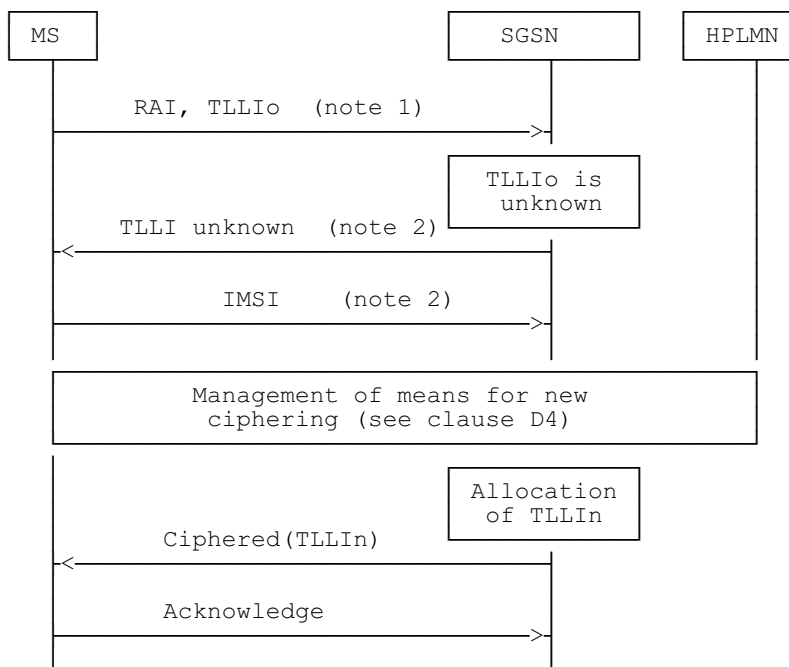 MS SGSN HPLMN
RAI, TLLIo (note 1)
TLLIo is
unknown
TLLI unknown (note 2)
IMSI (note 2)
Management of means for new
ciphering (see clause D4)
Allocation
of TLLIn
Ciphered(TLLIn)
Acknowledge